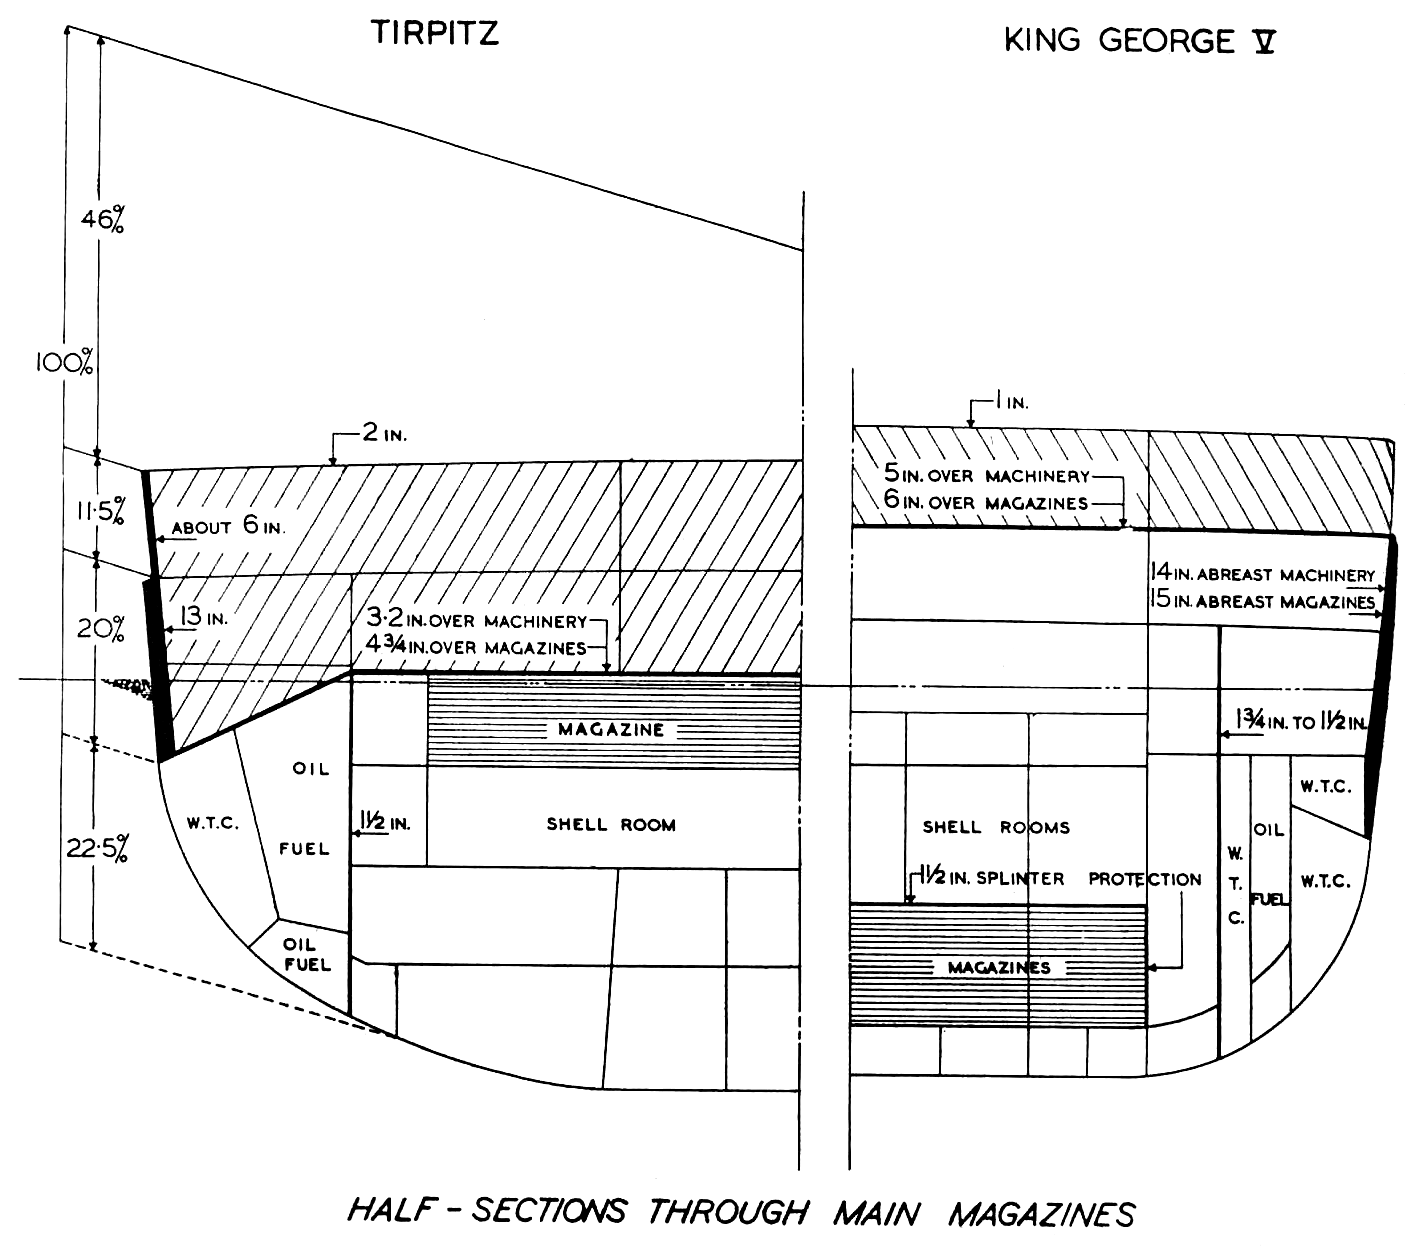 TIRPITZ
KING GEORGE V
46%
100%
11·5%
20%
22·5%
2 IN.
ABOUT 6 IN.
13 IN.
3·2 IN. OVER MACHINERY
4¾ IN. OVER MAGAZINES
MAGAZINE
OIL
FUEL
W.T.C.
1½ IN.
SHELL ROOM
OIL
FUEL
1 IN.
5 IN. OVER MACHINERY
6 IN. OVER MAGAZINES
14 IN. ABREAST MACHINERY
15 IN. ABREAST MAGAZINES
1¾ IN. TO 1½ IN.
W.T.C.
SHELL ROOMS
OIL
FUEL
W.
T.
C.
W.T.C.
1½ IN. SPLINTER PROTECTION
MAGAZINES
HALF - SECTIONS THROUGH MAIN MAGAZINES